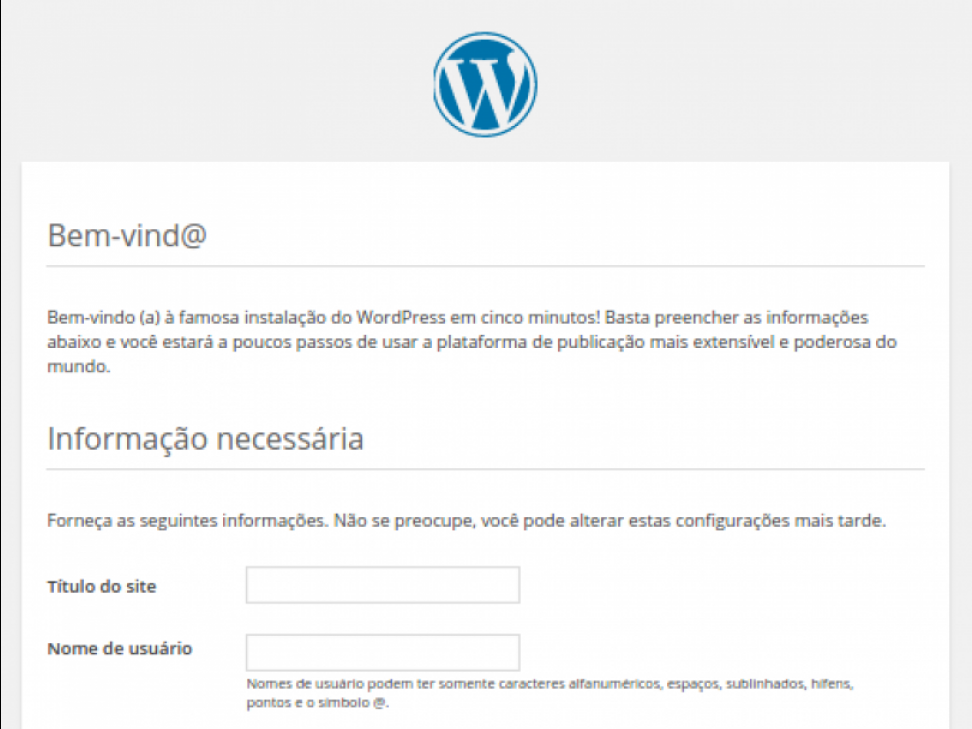 Bem-vind@
Bem-vindo (a) à famosa instalação do WordPress em cinco minutos! Basta preencher as informações
abaixo e você estará a poucos passos de usar a plataforma de publicação mais extensível e poderosa do
mundo.
Informação necessária
Forneça as seguintes informações. Não se preocupe, você pode alterar estas configurações mais tarde.
Título do site
Nome de usuário
Nomes de usuário podem ter somente caracteres alfanuméricos, espaços, sublinhados, hífens,
pontos e o símbolo @.